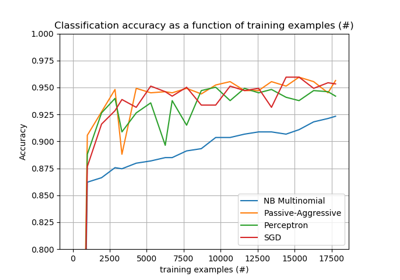 Classification accuracy as a function of training examples (#)
1.000
0.975
0.950
0.925
0.900
0.875
0.850
0.825
0.800
Accuracy
NB Multinomial
Passive-Aggressive
Perceptron
SGD
0 2500 5000 7500 10000 12500 15000 17500
training examples (#)